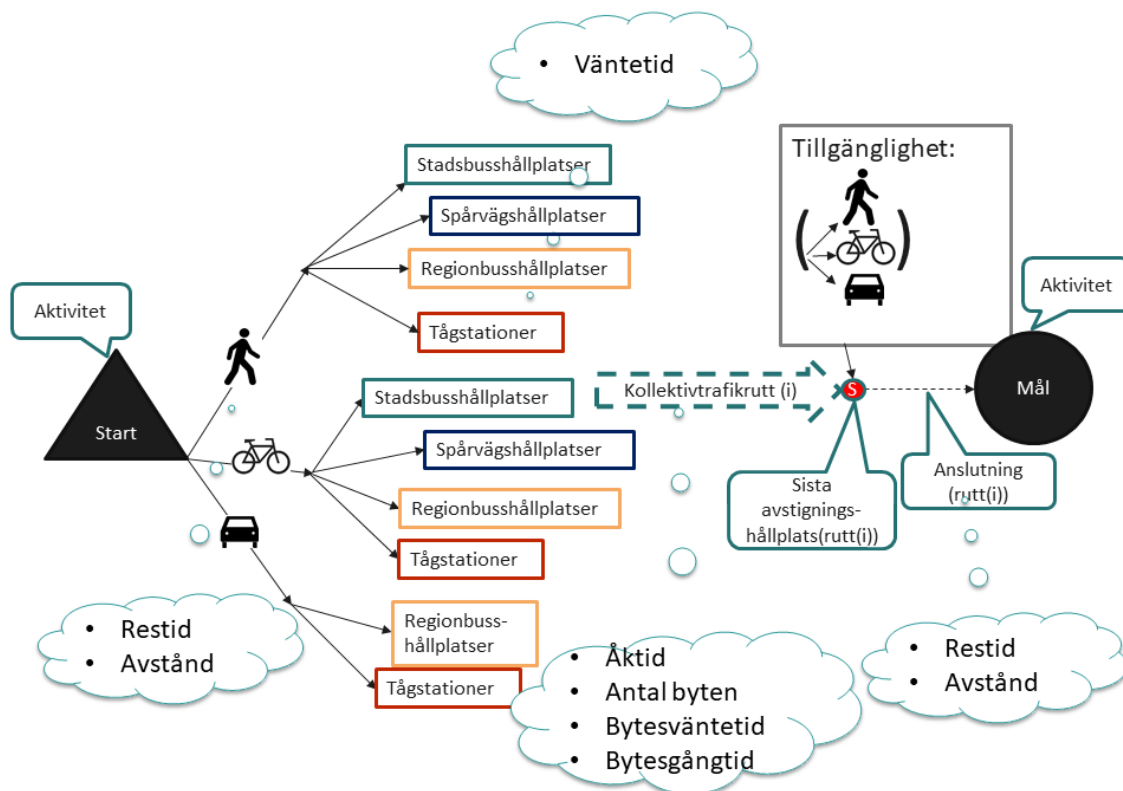 • Väntetid
Stadsbusshållplatser
Spårvägshållplatser
Regionbusshållplatser
Tågstationer
Tillgänglighet:
( )
Aktivitet
Aktivitet
Start
Stadsbusshållplatser
Spårvägshållplatser
Regionbusshållplatser
Tågstationer
Kollektivtrafikrutt (i)
S
Mål
Sista
avstignings-
hållplats(rutt(i))
Anslutning
(rutt(i))
Regionbuss-
hållplatser
Tågstationer
• Restid
• Avstånd
• Åktid
• Antal byten
• Bytesväntetid
• Bytesgångtid
• Restid
• Avstånd